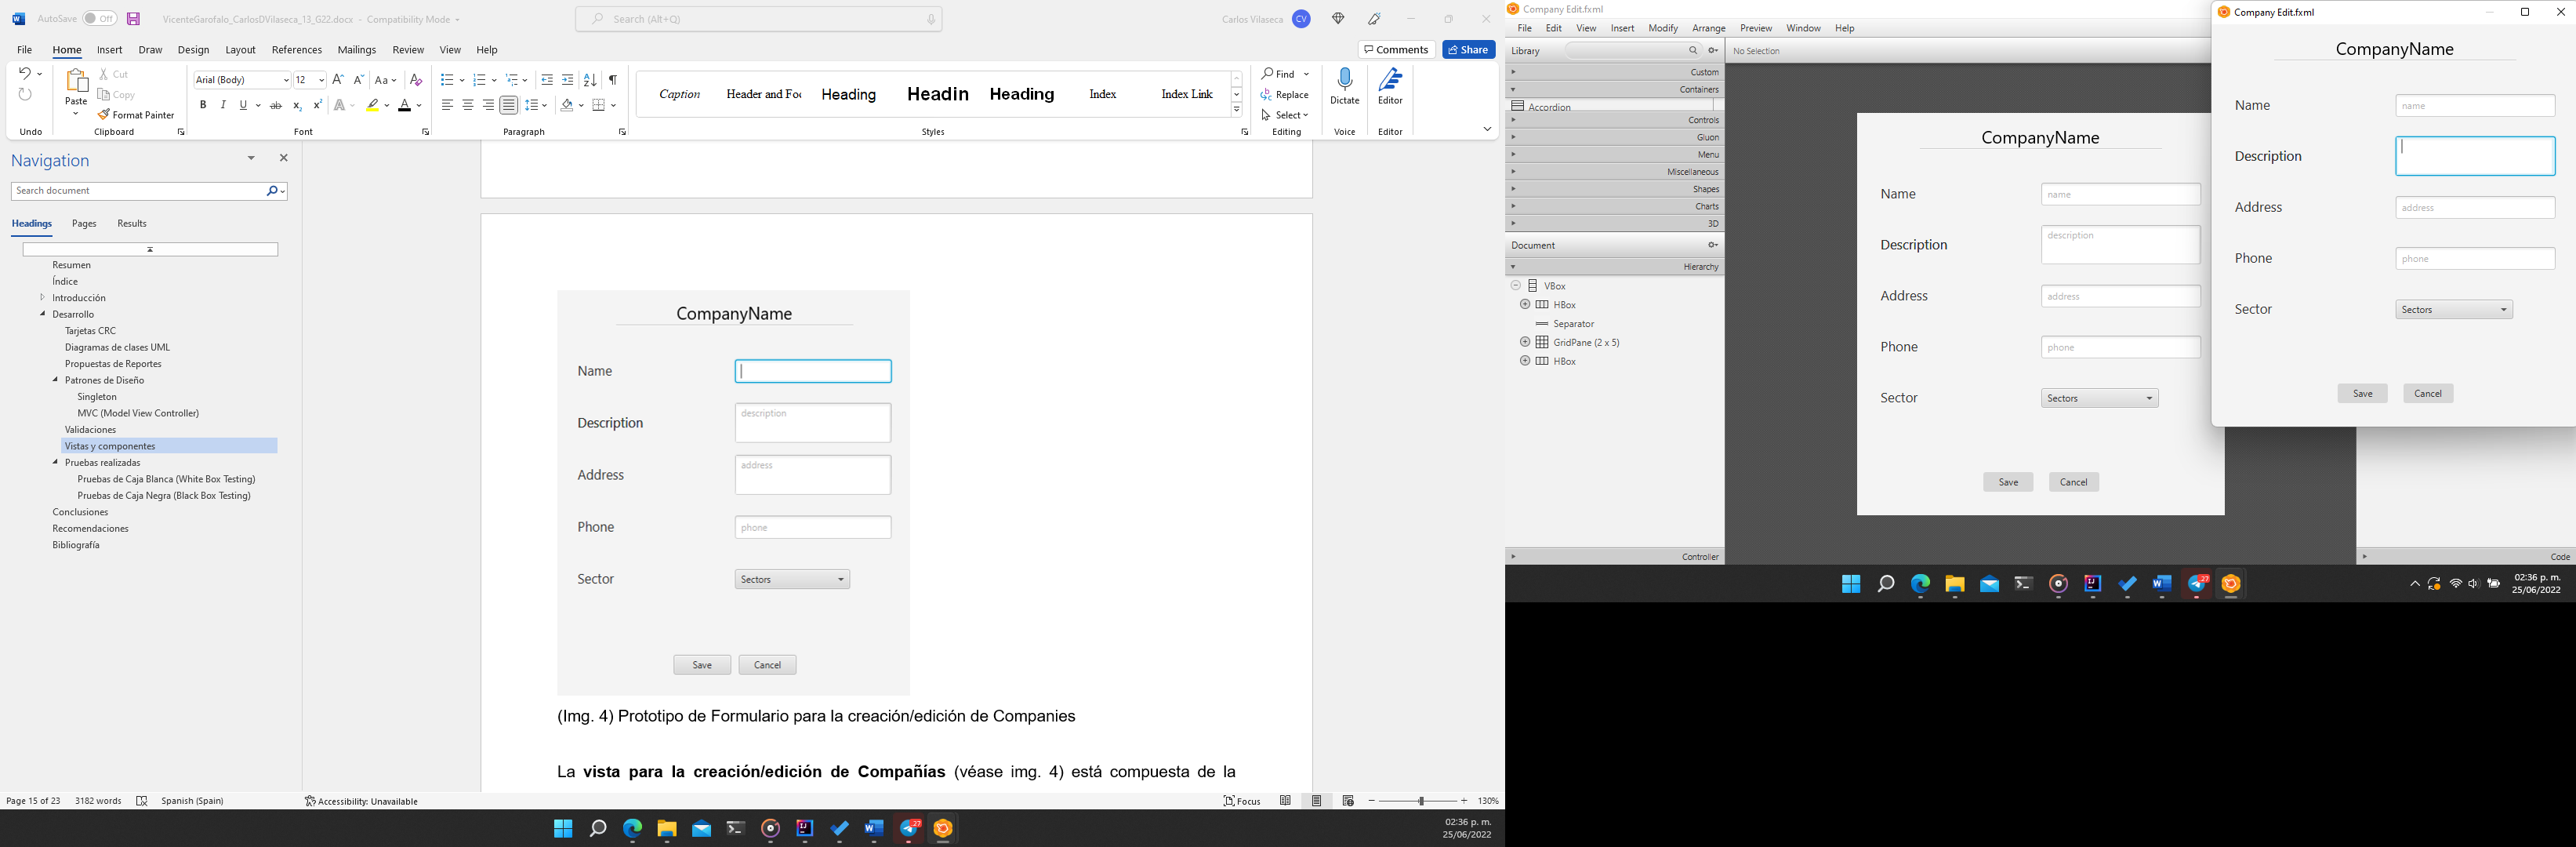 AutoSave Off VicenteGarofalo_CarlosDVilaseca_13_G22.docx - Compatibility Mode Search (Alt+Q) Carlos Vilaseca CV
File Home Insert Draw Design Layout References Mailings Review View Help Comments Share
Paste Cut Copy Format Painter
Arial (Body) 12 Aa
B I U ab x₂ x² A A
Caption Header and Foo Heading Headin Heading Index Index Link
Find Replace Select Dictate Editor
Undo Clipboard Font Paragraph Styles Editing Voice Editor
Navigation
Search document
Headings Pages Results
Resumen
Índice
Introducción
Desarrollo
Tarjetas CRC
Diagramas de clases UML
Propuestas de Reportes
Patrones de Diseño
Singleton
MVC (Model View Controller)
Validaciones
Vistas y componentes
Pruebas realizadas
Pruebas de Caja Blanca (White Box Testing)
Pruebas de Caja Negra (Black Box Testing)
Conclusiones
Recomendaciones
Bibliografía
CompanyName
Name
Description description
Address address
Phone phone
Sector Sectors
Save Cancel
(Img. 4) Prototipo de Formulario para la creación/edición de Companies
La vista para la creación/edición de Compañías (véase img. 4) está compuesta de la
Page 15 of 23 3182 words Spanish (Spain) Accessibility: Unavailable Focus 130%
27
02:36 p. m.
25/06/2022
Company Edit.fxml
File Edit View Insert Modify Arrange Preview Window Help
Library No Selection
Custom
Containers
Accordion
Controls
Gluon
Menu
Miscellaneous
Shapes
Charts
3D
Document
Hierarchy
VBox
HBox
Separator
GridPane (2 x 5)
HBox
Controller
CompanyName
Name name
Description description
Address address
Phone phone
Sector Sectors
Save Cancel
Company Edit.fxml
CompanyName
Name name
Description
Address address
Phone phone
Sector Sectors
Save Cancel
Code
27
02:36 p. m.
25/06/2022